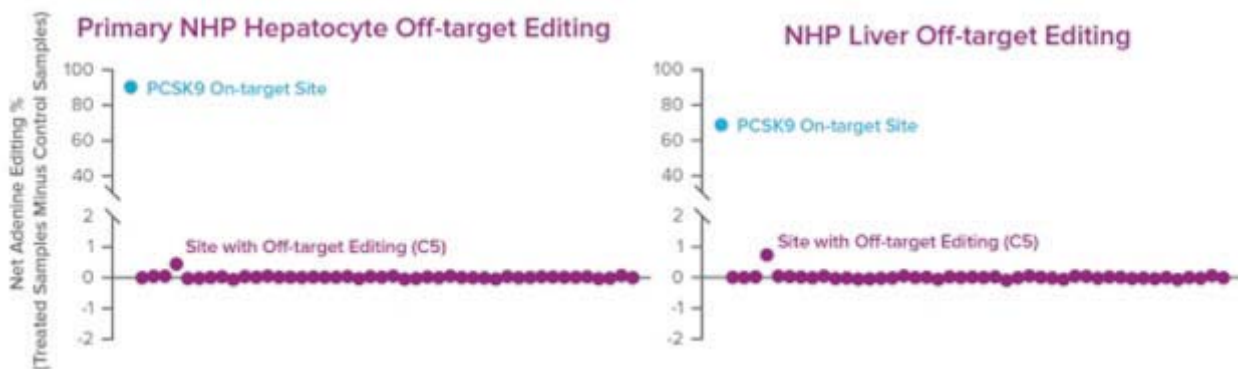 Primary NHP Hepatocyte Off-target Editing
Net Adenine Editing %
[Treated Samples Minus Control Samples)
100
80
60
40
2
1
0
-1
-2
PCSK9 On-target Site
Site with Off-target Editing (C5)
NHP Liver Off-target Editing
100
80
60
40
2
1
0
-1
-2
PCSK9 On-target Site
Site with Off-target Editing (C5)